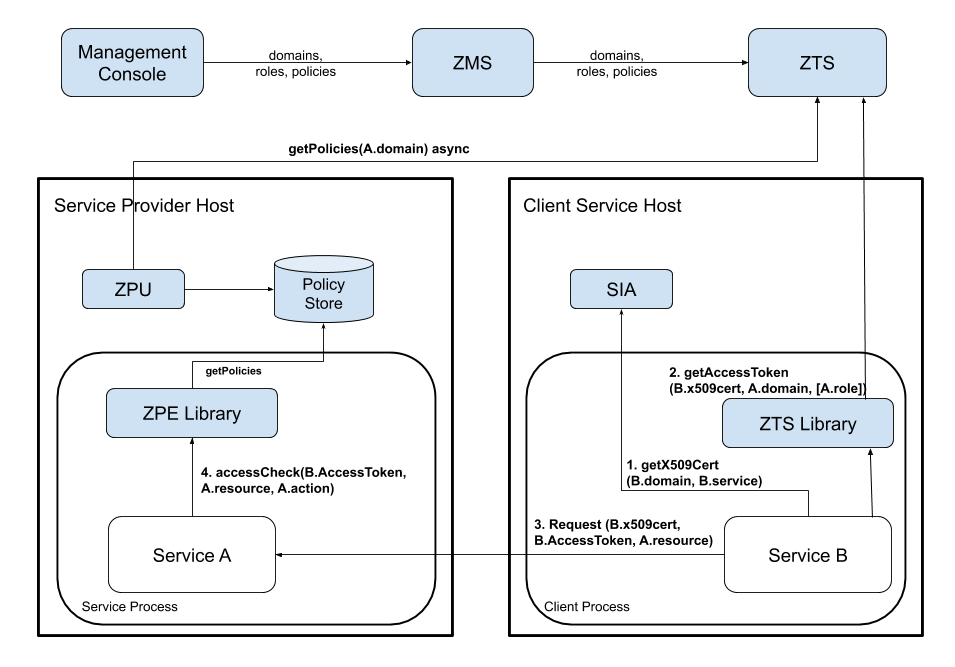 Management
Console
domains,
roles, policies
ZMS
domains,
roles, policies
ZTS
getPolicies(A.domain) async
Service Provider Host
Client Service Host
ZPU
Policy
Store
SIA
getPolicies
2. getAccessToken
(B.x509cert, A.domain, [A.role])
ZPE Library
ZTS Library
4. accessCheck(B.AccessToken,
A.resource, A.action)
1. getX509Cert
(B.domain, B.service)
3. Request (B.x509cert,
B.AccessToken, A.resource)
Service A
Service B
Service Process
Client Process